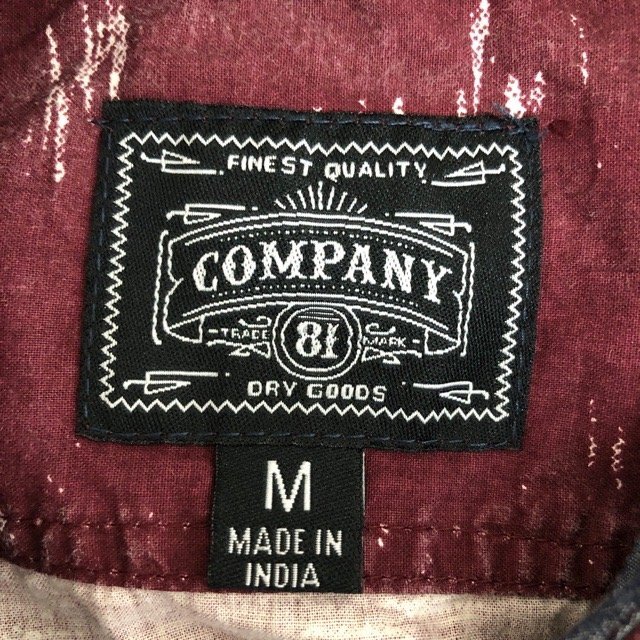 FINEST QUALITY
COMPANY
TRADE 81 MARK
DRY GOODS
M
MADE IN
INDIA